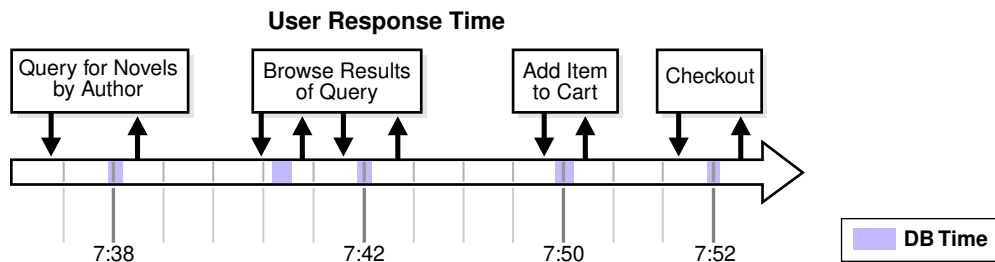 User Response Time
Query for Novels
by Author
Browse Results
of Query
Add Item
to Cart
Checkout
7:38
7:42
7:50
7:52
DB Time